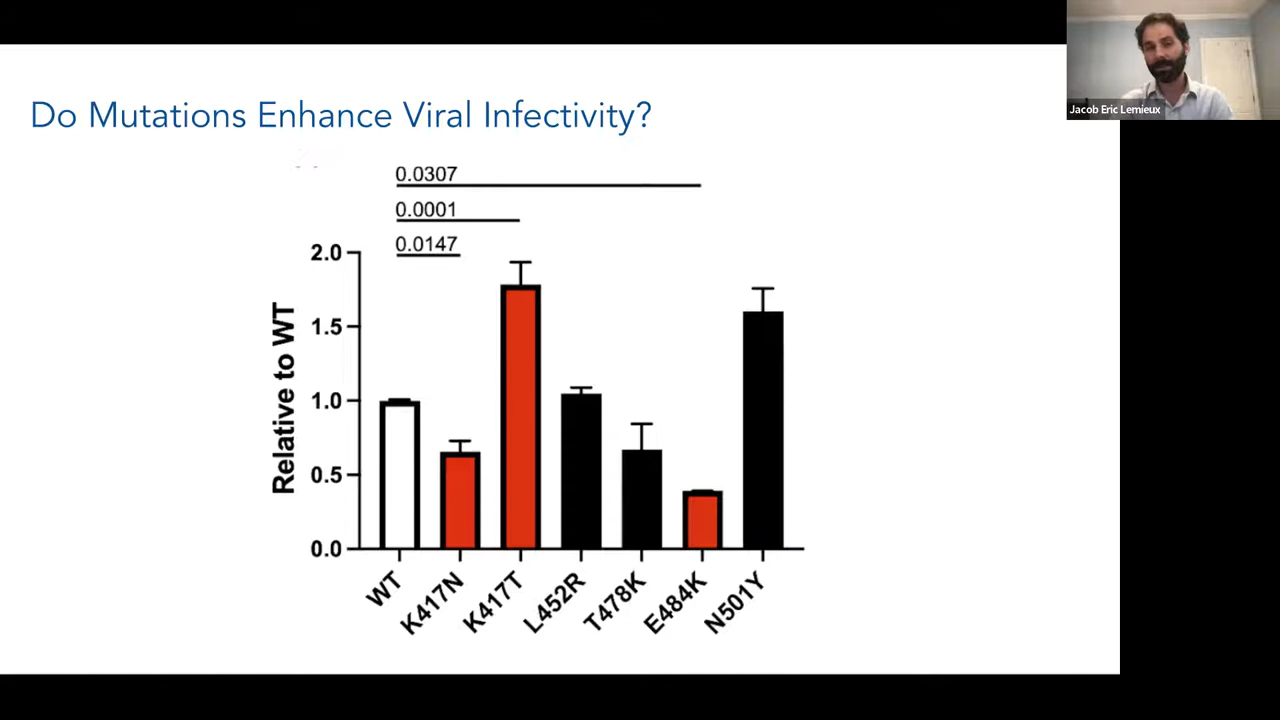 Jacob Eric Lemieux
Do Mutations Enhance Viral Infectivity?
0.0307
0.0001
0.0147
Relative to WT
2.0
1.5
1.0
0.5
0.0
WT
K417N
K417T
L452R
T478K
E484K
N501Y